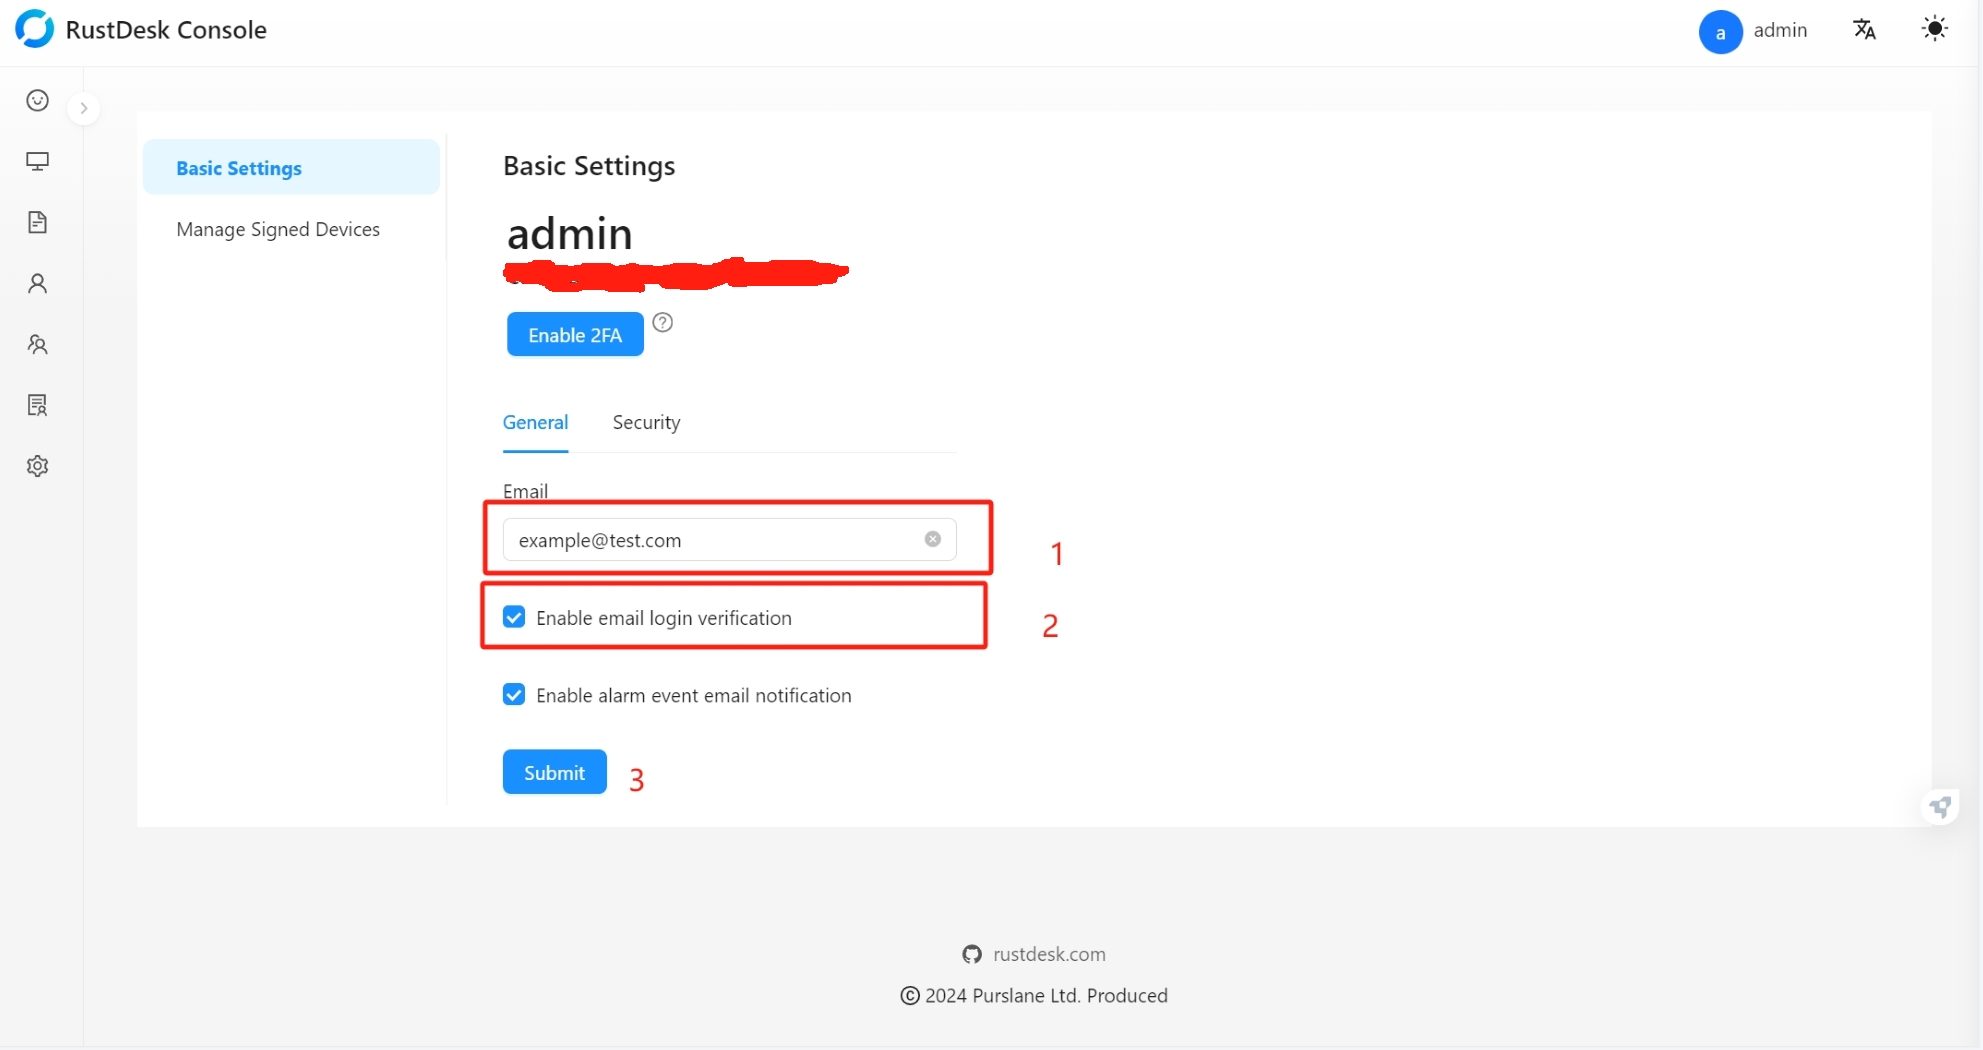 RustDesk Console
a admin
Basic Settings
Manage Signed Devices
Basic Settings
admin
Enable 2FA
General Security
Email
example@test.com
1
Enable email login verification
2
Enable alarm event email notification
Submit
3
rustdesk.com
© 2024 Purslane Ltd. Produced